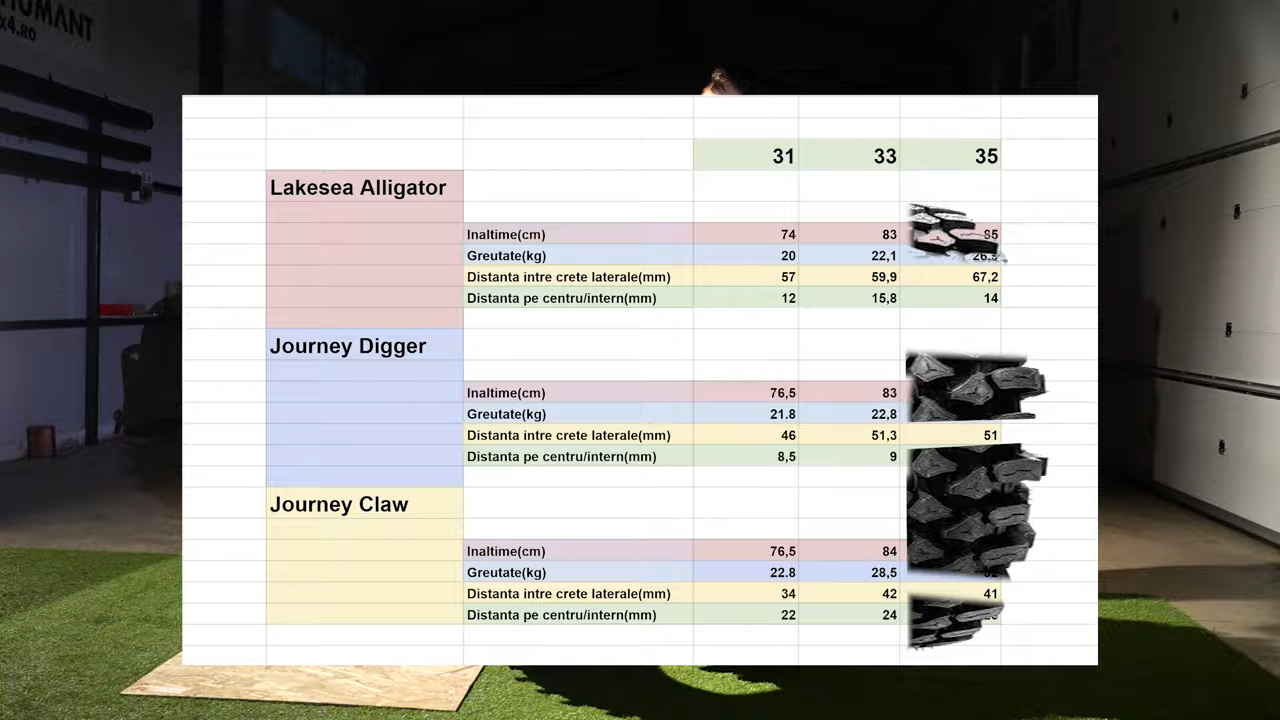 HUMANT
x4.RO
31 33 35
Lakesea Alligator
Inaltime(cm) 74 83 85
Greutate(kg) 20 22,1
Distanta intre crete laterale(mm) 57 59,9 67,2
Distanta pe centru/intern(mm) 12 15,8 14
Journey Digger
Inaltime(cm) 76,5 83
Greutate(kg) 21.8 22,8
Distanta intre crete laterale(mm) 46 51,3 51
Distanta pe centru/intern(mm) 8,5 9
Journey Claw
Inaltime(cm) 76,5 84
Greutate(kg) 22.8 28,5
Distanta intre crete laterale(mm) 34 42 41
Distanta pe centru/intern(mm) 22 24